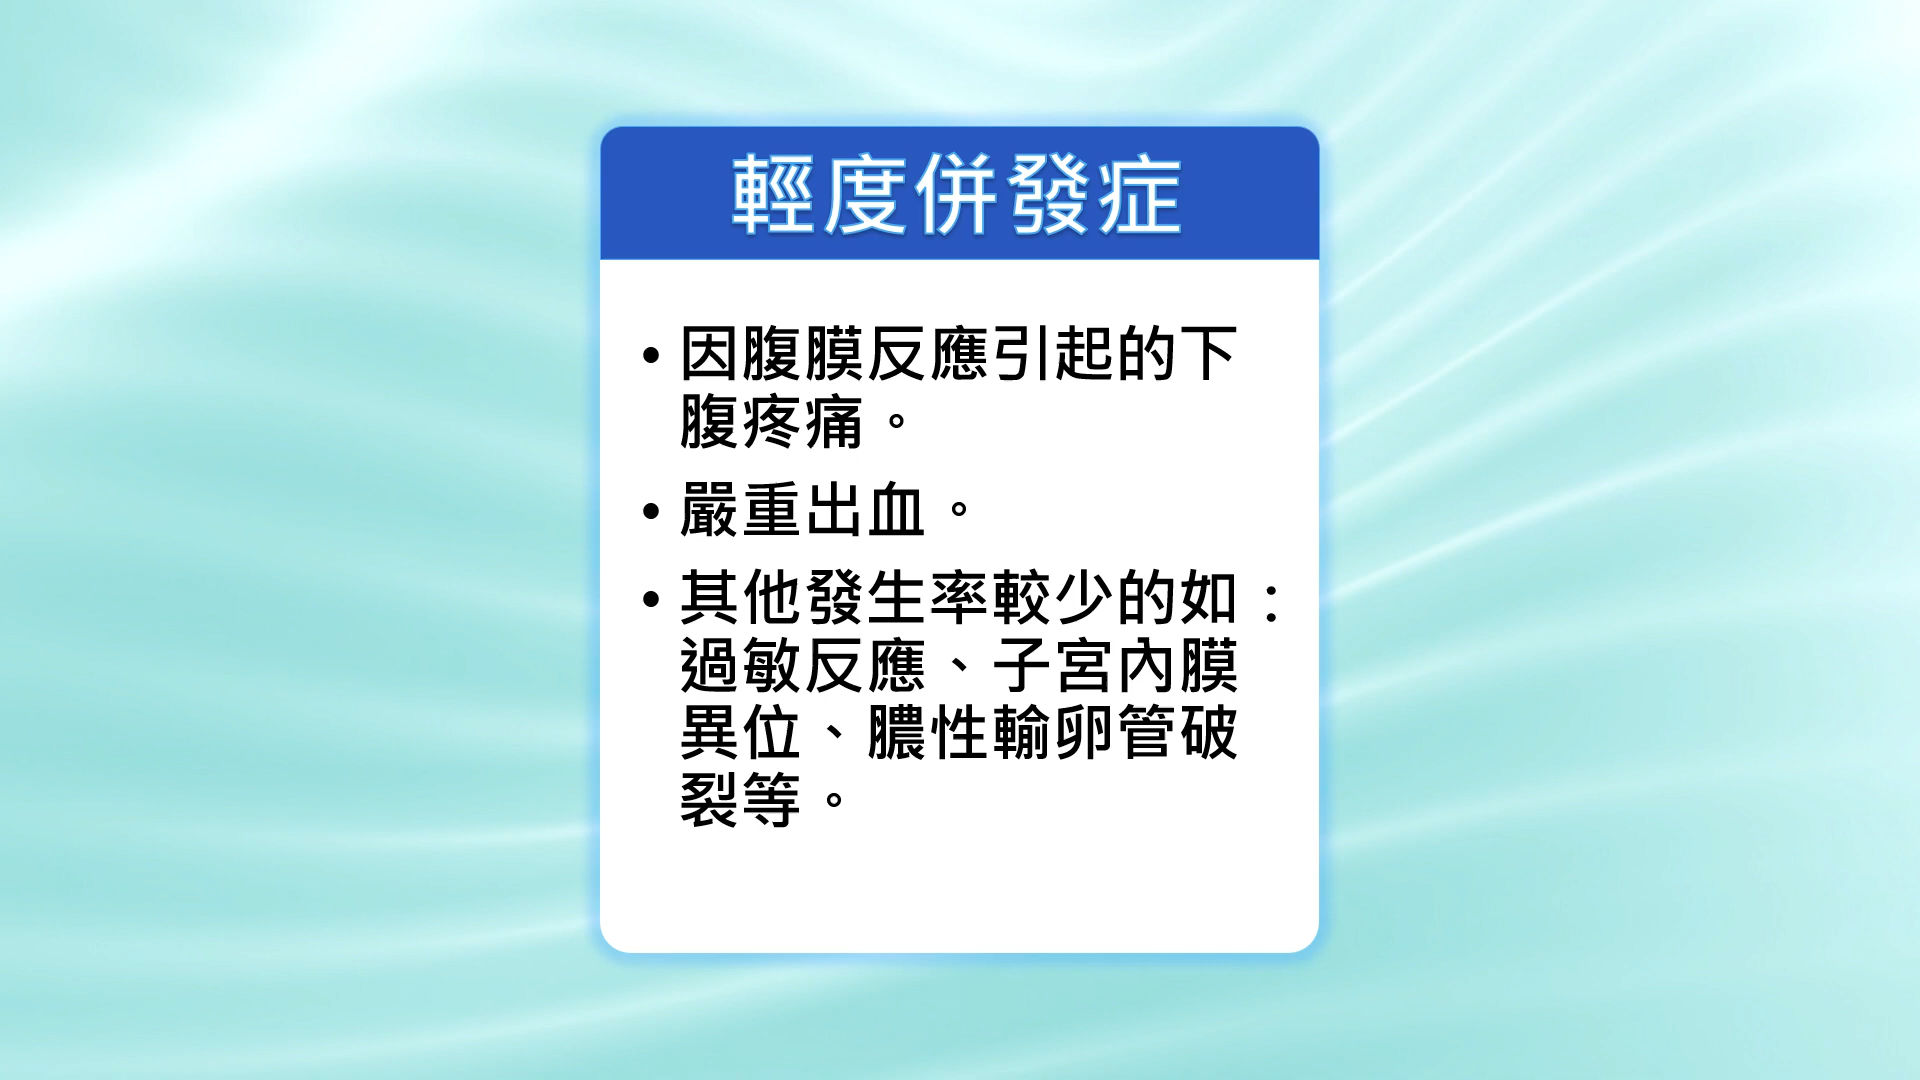 輕度併發症
•因腹膜反應引起的下
腹疼痛。
•嚴重出血。
•其他發生率較少的如：
過敏反應、子宮內膜
異位、膿性輸卵管破
裂等。